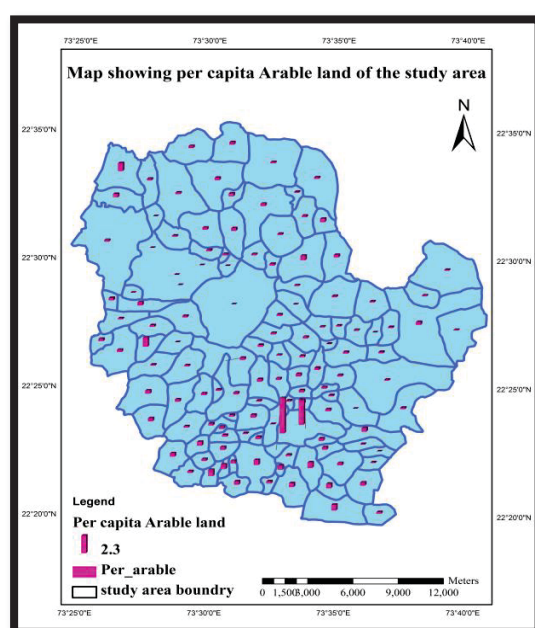 73°25'0"E 73°30'0"E 73°35'0"E 73°40'0"E
Map showing per capita Arable land of the study area
N
22°35'0"N 22°35'0"N
22°30'0"N 22°30'0"N
22°25'0"N 22°25'0"N
22°20'0"N 22°20'0"N
Legend
Per capita Arable land
2.3
Per_arable
study area boundry
Meters
0 1,500 3,000 6,000 9,000 12,000
73°25'0"E 73°30'0"E 73°35'0"E 73°40'0"E